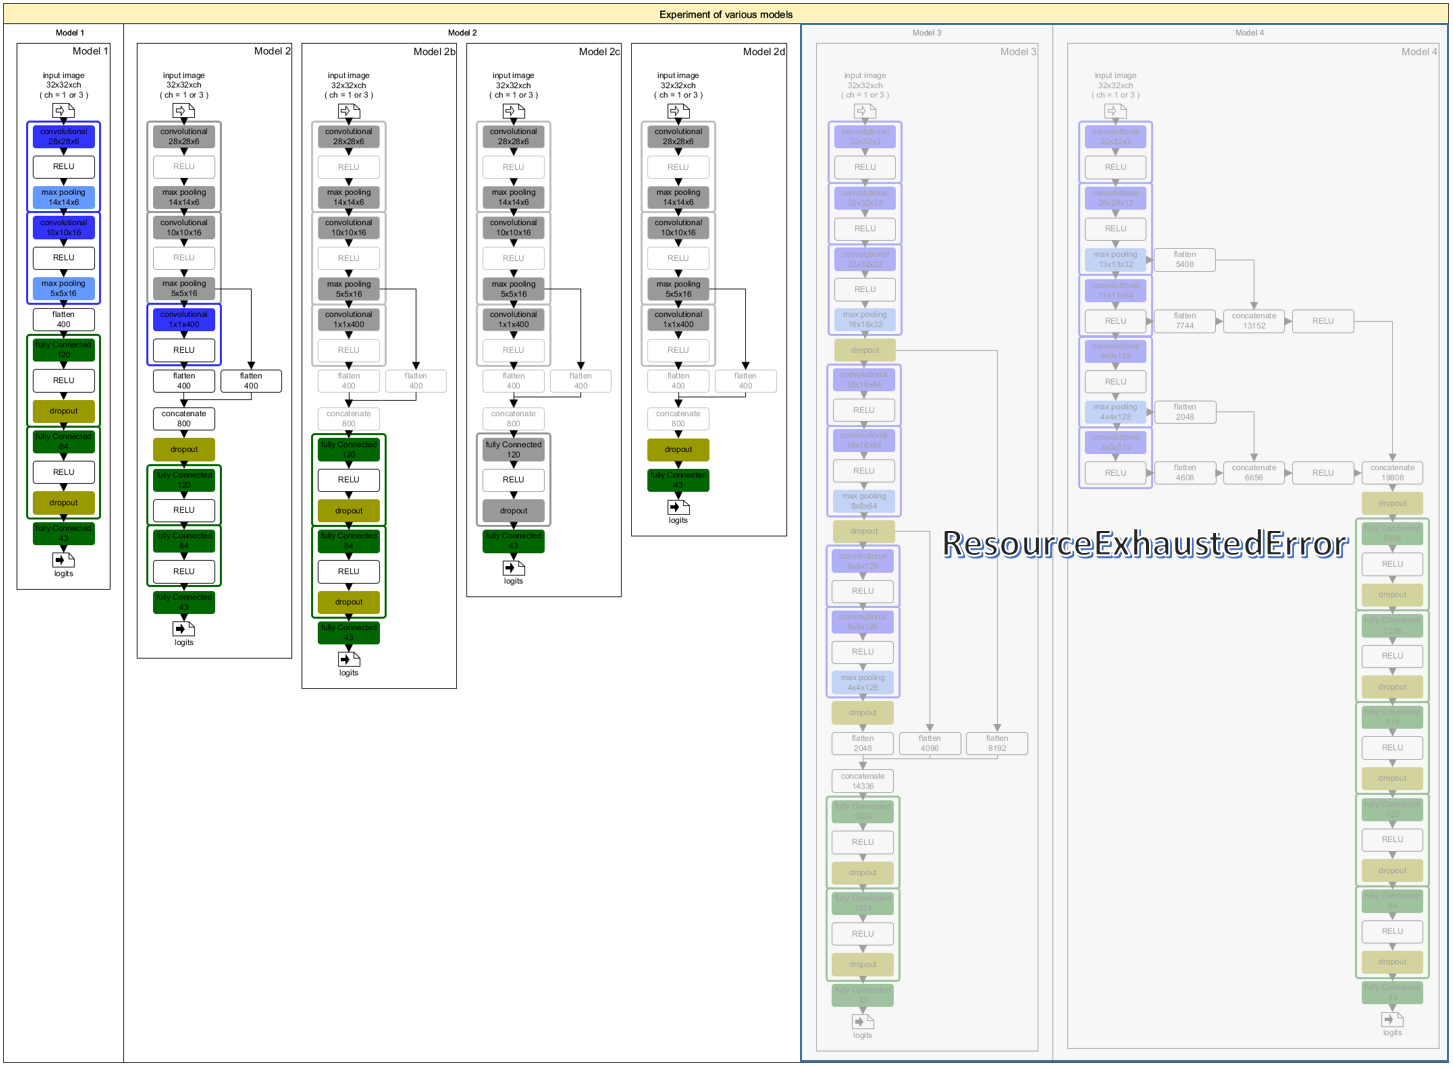 Experiment of various models
Model 1
Model 1
input image
32x32xch
( ch = 1 or 3 )
convolutional
28x28x6
RELU
max pooling
14x14x6
convolutional
10x10x16
RELU
max pooling
5x5x16
flatten
400
fully Connected
120
RELU
dropout
fully Connected
84
RELU
dropout
fully Connected
43
logits
Model 2
Model 2
input image
32x32xch
( ch = 1 or 3 )
convolutional
28x28x6
RELU
max pooling
14x14x6
convolutional
10x10x16
RELU
max pooling
5x5x16
convolutional
1x1x400
RELU
flatten
400
flatten
400
concatenate
800
dropout
fully Connected
120
RELU
fully Connected
84
RELU
fully Connected
43
logits
Model 2b
input image
32x32xch
( ch = 1 or 3 )
convolutional
28x28x6
RELU
max pooling
14x14x6
convolutional
10x10x16
RELU
max pooling
5x5x16
convolutional
1x1x400
RELU
flatten
400
flatten
400
concatenate
800
fully Connected
120
RELU
dropout
fully Connected
84
RELU
dropout
fully Connected
43
logits
Model 2c
input image
32x32xch
( ch = 1 or 3 )
convolutional
28x28x6
RELU
max pooling
14x14x6
convolutional
10x10x16
RELU
max pooling
5x5x16
convolutional
1x1x400
RELU
flatten
400
flatten
400
concatenate
800
fully Connected
120
RELU
dropout
fully Connected
43
logits
Model 2d
input image
32x32xch
( ch = 1 or 3 )
convolutional
28x28x6
RELU
max pooling
14x14x6
convolutional
10x10x16
RELU
max pooling
5x5x16
convolutional
1x1x400
RELU
flatten
400
flatten
400
concatenate
800
dropout
fully Connected
43
logits
Model 3
Model 3
input image
32x32xch
( ch = 1 or 3 )
convolutional
32x32x3
RELU
convolutional
32x32x32
RELU
convolutional
32x32x32
RELU
max pooling
16x16x32
dropout
convolutional
16x16x64
RELU
convolutional
16x16x64
RELU
max pooling
8x8x64
dropout
convolutional
8x8x128
RELU
convolutional
8x8x128
RELU
max pooling
4x4x128
dropout
flatten
2048
flatten
4096
flatten
8192
concatenate
14336
fully Connected
1024
RELU
dropout
fully Connected
1024
RELU
dropout
fully Connected
43
logits
ResourceExhaustedError
Model 4
Model 4
input image
32x32xch
( ch = 1 or 3 )
convolutional
32x32x3
RELU
convolutional
28x28x32
RELU
max pooling
13x13x32
flatten
5408
convolutional
11x11x64
RELU
flatten
7744
concatenate
13152
RELU
convolutional
9x9x128
RELU
max pooling
4x4x128
flatten
2048
convolutional
3x3x512
RELU
flatten
4608
concatenate
6656
RELU
concatenate
19808
dropout
fully Connected
RELU
dropout
fully Connected
RELU
dropout
fully Connected
RELU
dropout
fully Connected
120
RELU
dropout
fully Connected
84
RELU
dropout
fully Connected
43
logits